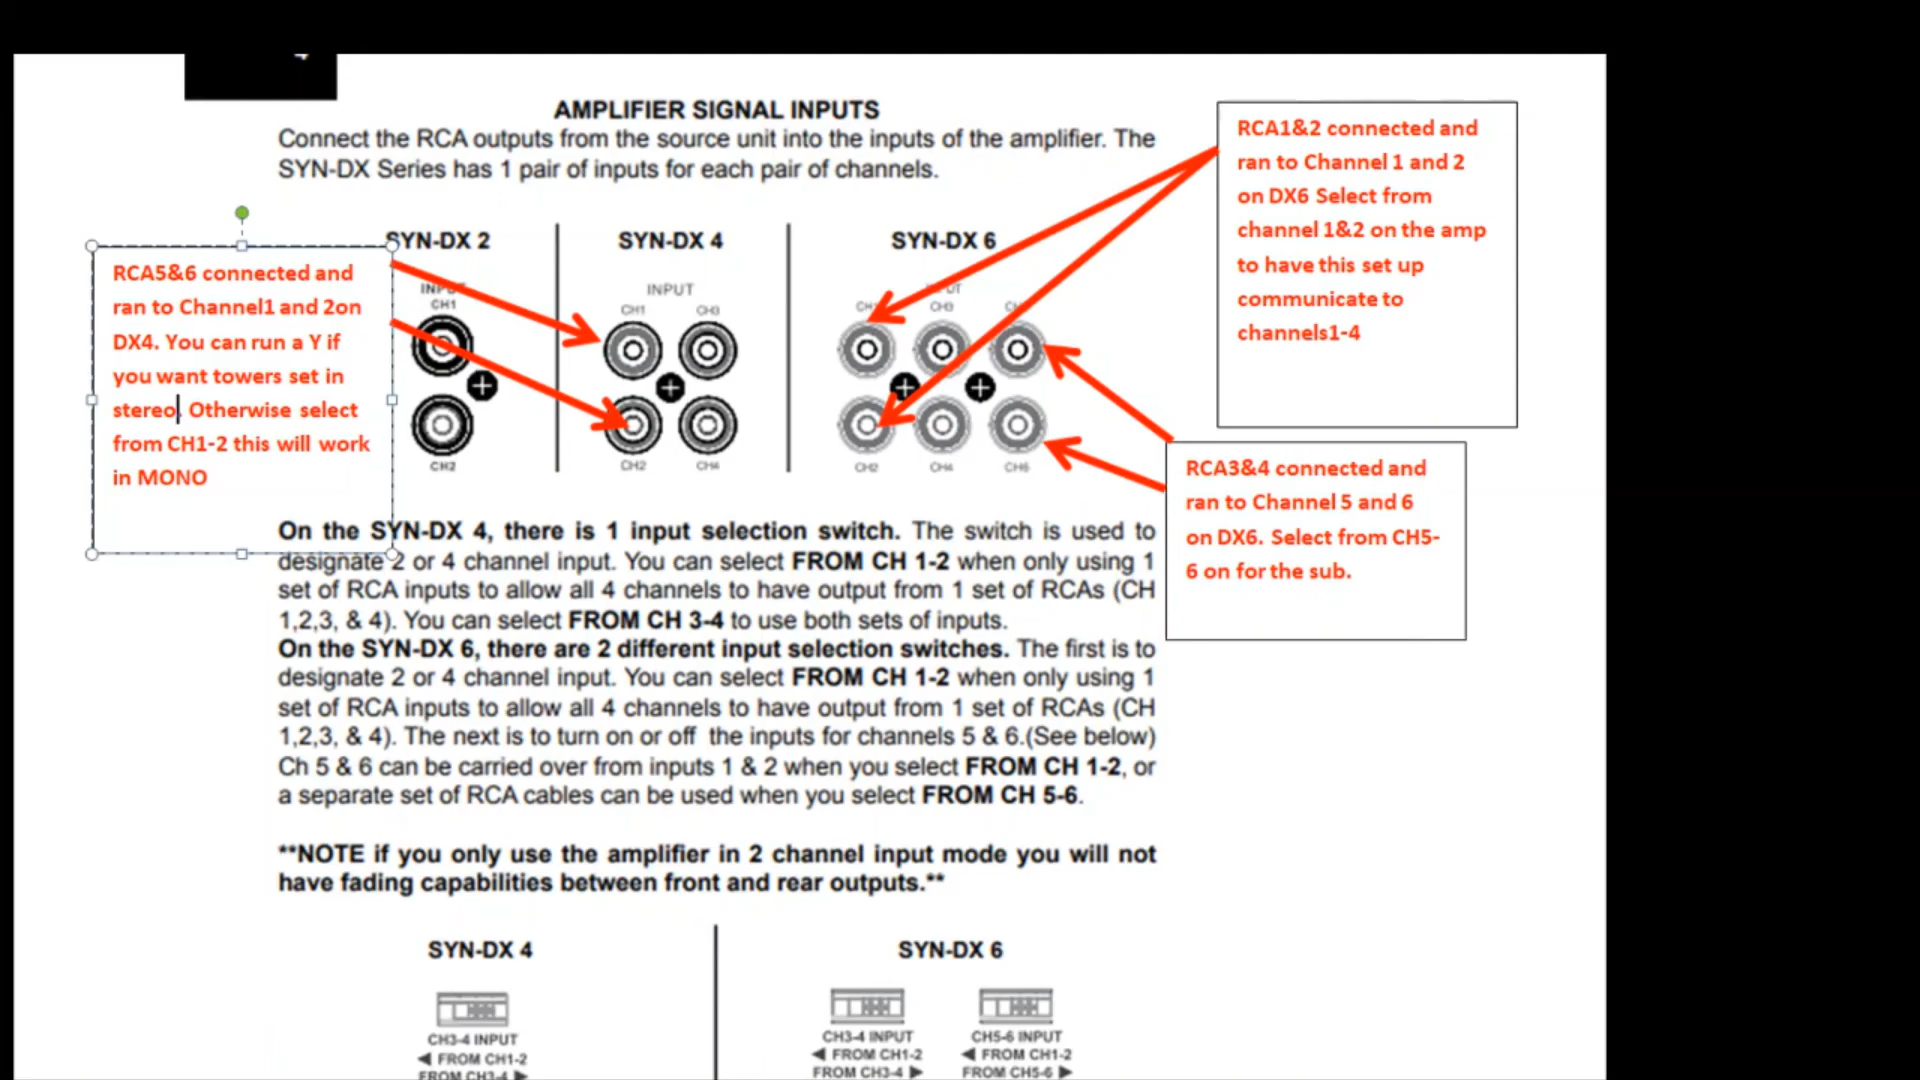 4
AMPLIFIER SIGNAL INPUTS
Connect the RCA outputs from the source unit into the inputs of the amplifier. The
SYN-DX Series has 1 pair of inputs for each pair of channels.
RCA1&2 connected and
ran to Channel 1 and 2
on DX6 Select from
channel 1&2 on the amp
to have this set up
communicate to
channels1-4
RCA5&6 connected and
ran to Channel1 and 2on
DX4. You can run a Y if
you want towers set in
stereo. Otherwise select
from CH1-2 this will work
in MONO
SYN-DX 2
CH1
CH2
SYN-DX 4
INPUT
CH1 CH3
CH2 CH4
SYN-DX 6
CH3
CH2 CH4 CH6
RCA3&4 connected and
ran to Channel 5 and 6
on DX6. Select from CH5-
6 on for the sub.
On the SYN-DX 4, there is 1 input selection switch. The switch is used to
designate 2 or 4 channel input. You can select FROM CH 1-2 when only using 1
set of RCA inputs to allow all 4 channels to have output from 1 set of RCAs (CH
1,2,3, & 4). You can select FROM CH 3-4 to use both sets of inputs.
On the SYN-DX 6, there are 2 different input selection switches. The first is to
designate 2 or 4 channel input. You can select FROM CH 1-2 when only using 1
set of RCA inputs to allow all 4 channels to have output from 1 set of RCAs (CH
1,2,3, & 4). The next is to turn on or off the inputs for channels 5 & 6.(See below)
Ch 5 & 6 can be carried over from inputs 1 & 2 when you select FROM CH 1-2, or
a separate set of RCA cables can be used when you select FROM CH 5-6.
**NOTE if you only use the amplifier in 2 channel input mode you will not
have fading capabilities between front and rear outputs.**
SYN-DX 4
CH3-4 INPUT
◀ FROM CH1-2
FROM CH3-4 ▶
SYN-DX 6
CH3-4 INPUT
◀ FROM CH1-2
FROM CH3-4 ▶
CH5-6 INPUT
◀ FROM CH1-2
FROM CH5-6 ▶